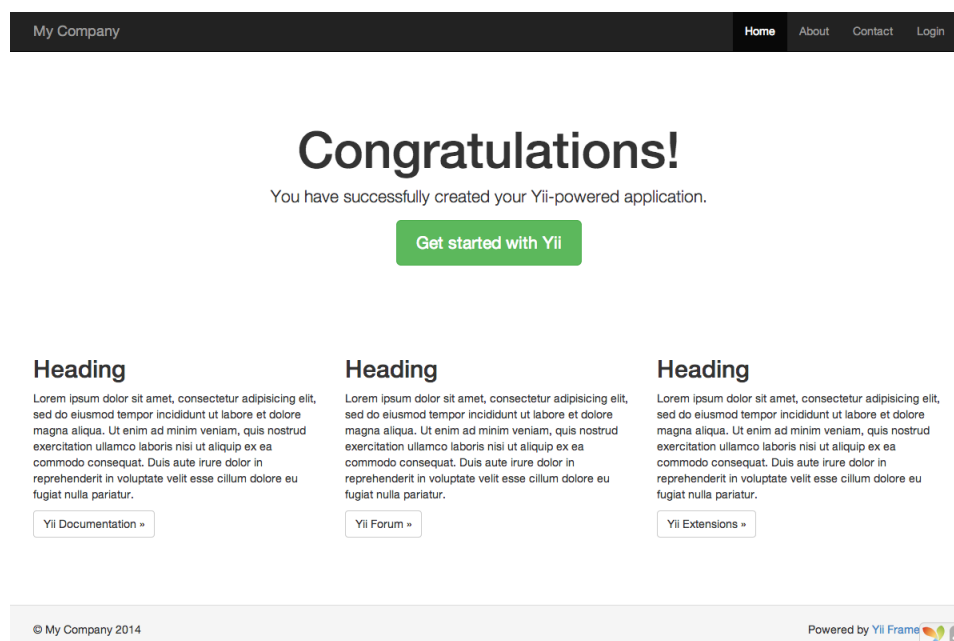 My Company
Home About Contact Login
Congratulations!
You have successfully created your Yii-powered application.
Get started with Yii
Heading
Lorem ipsum dolor sit amet, consectetur adipisicing elit,
sed do eiusmod tempor incididunt ut labore et dolore
magna aliqua. Ut enim ad minim veniam, quis nostrud
exercitation ullamco laboris nisi ut aliquip ex ea
commodo consequat. Duis aute irure dolor in
reprehenderit in voluptate velit esse cillum dolore eu
fugiat nulla pariatur.
Yii Documentation »
Heading
Lorem ipsum dolor sit amet, consectetur adipisicing elit,
sed do eiusmod tempor incididunt ut labore et dolore
magna aliqua. Ut enim ad minim veniam, quis nostrud
exercitation ullamco laboris nisi ut aliquip ex ea
commodo consequat. Duis aute irure dolor in
reprehenderit in voluptate velit esse cillum dolore eu
fugiat nulla pariatur.
Yii Forum »
Heading
Lorem ipsum dolor sit amet, consectetur adipisicing elit,
sed do eiusmod tempor incididunt ut labore et dolore
magna aliqua. Ut enim ad minim veniam, quis nostrud
exercitation ullamco laboris nisi ut aliquip ex ea
commodo consequat. Duis aute irure dolor in
reprehenderit in voluptate velit esse cillum dolore eu
fugiat nulla pariatur.
Yii Extensions »
© My Company 2014
Powered by Yii Frame